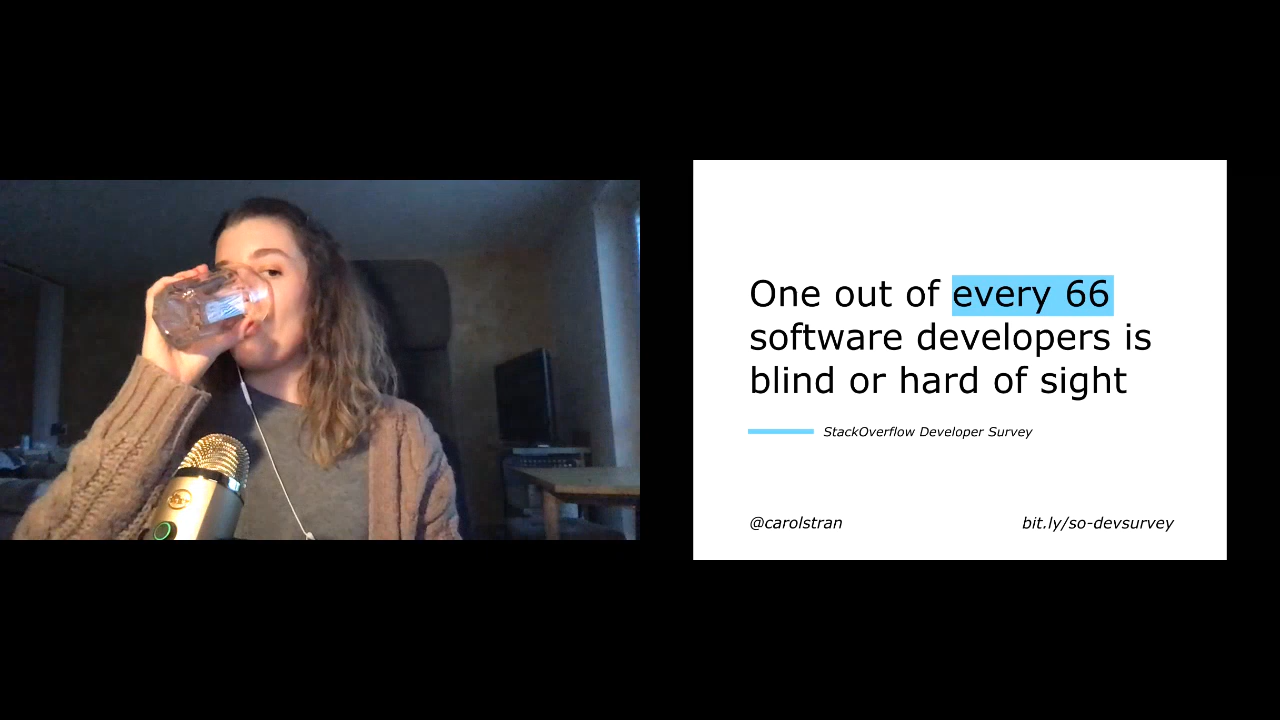 One out of every 66
software developers is
blind or hard of sight
StackOverflow Developer Survey
@carolstran
bit.ly/so-devsurvey